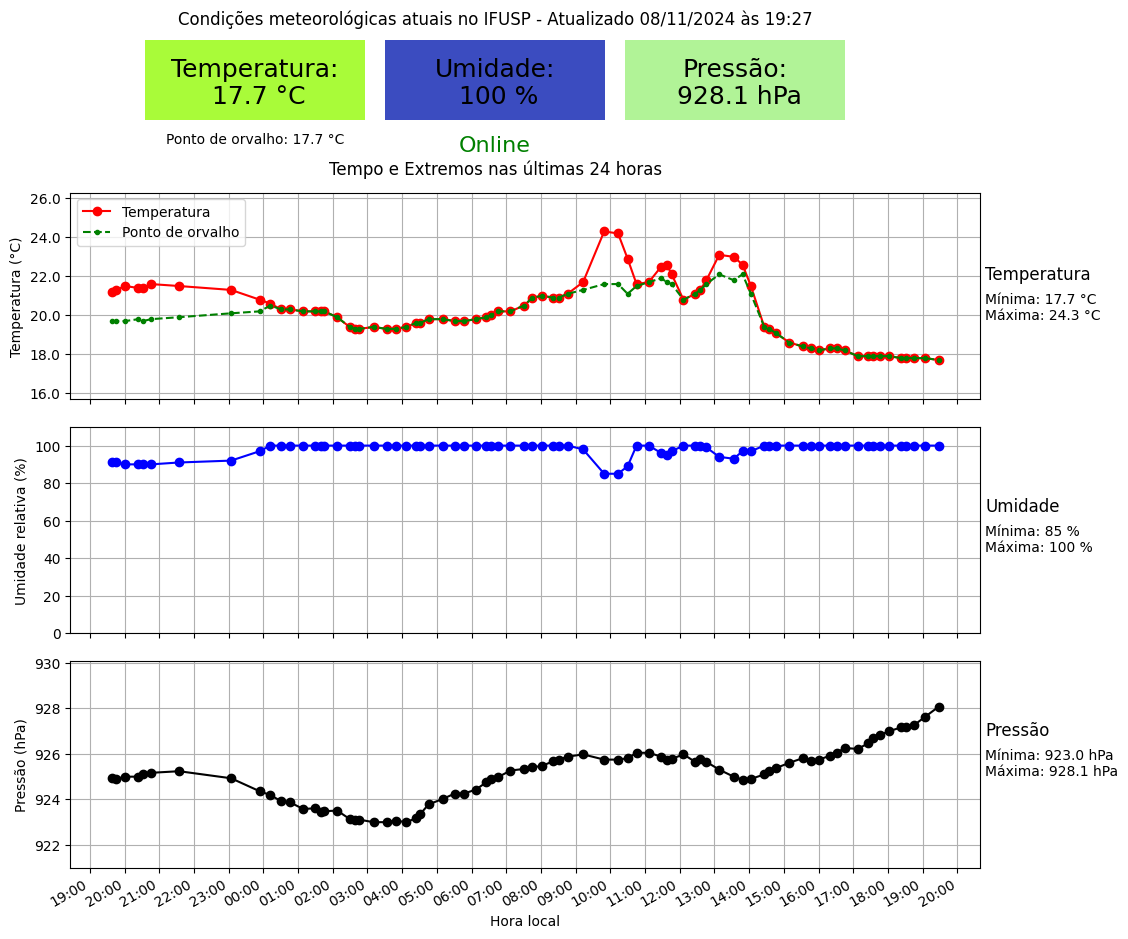 Condições meteorológicas atuais no IFUSP - Atualizado 08/11/2024 às 19:27
Temperatura:
17.7 °C
Umidade:
100 %
Pressão:
928.1 hPa
Ponto de orvalho: 17.7 °C
Online
Tempo e Extremos nas últimas 24 horas
Temperatura (°C)
26.0
24.0
22.0
20.0
18.0
16.0
Temperatura
Ponto de orvalho
Temperatura
Mínima: 17.7 °C
Máxima: 24.3 °C
Umidade relativa (%)
100
80
60
40
20
0
Umidade
Mínima: 85 %
Máxima: 100 %
Pressão (hPa)
930
928
926
924
922
Pressão
Mínima: 923.0 hPa
Máxima: 928.1 hPa
19:00 20:00 21:00 22:00 23:00 00:00 01:00 02:00 03:00 04:00 05:00 06:00 07:00 08:00 09:00 10:00 11:00 12:00 13:00 14:00 15:00 16:00 17:00 18:00 19:00 20:00
Hora local